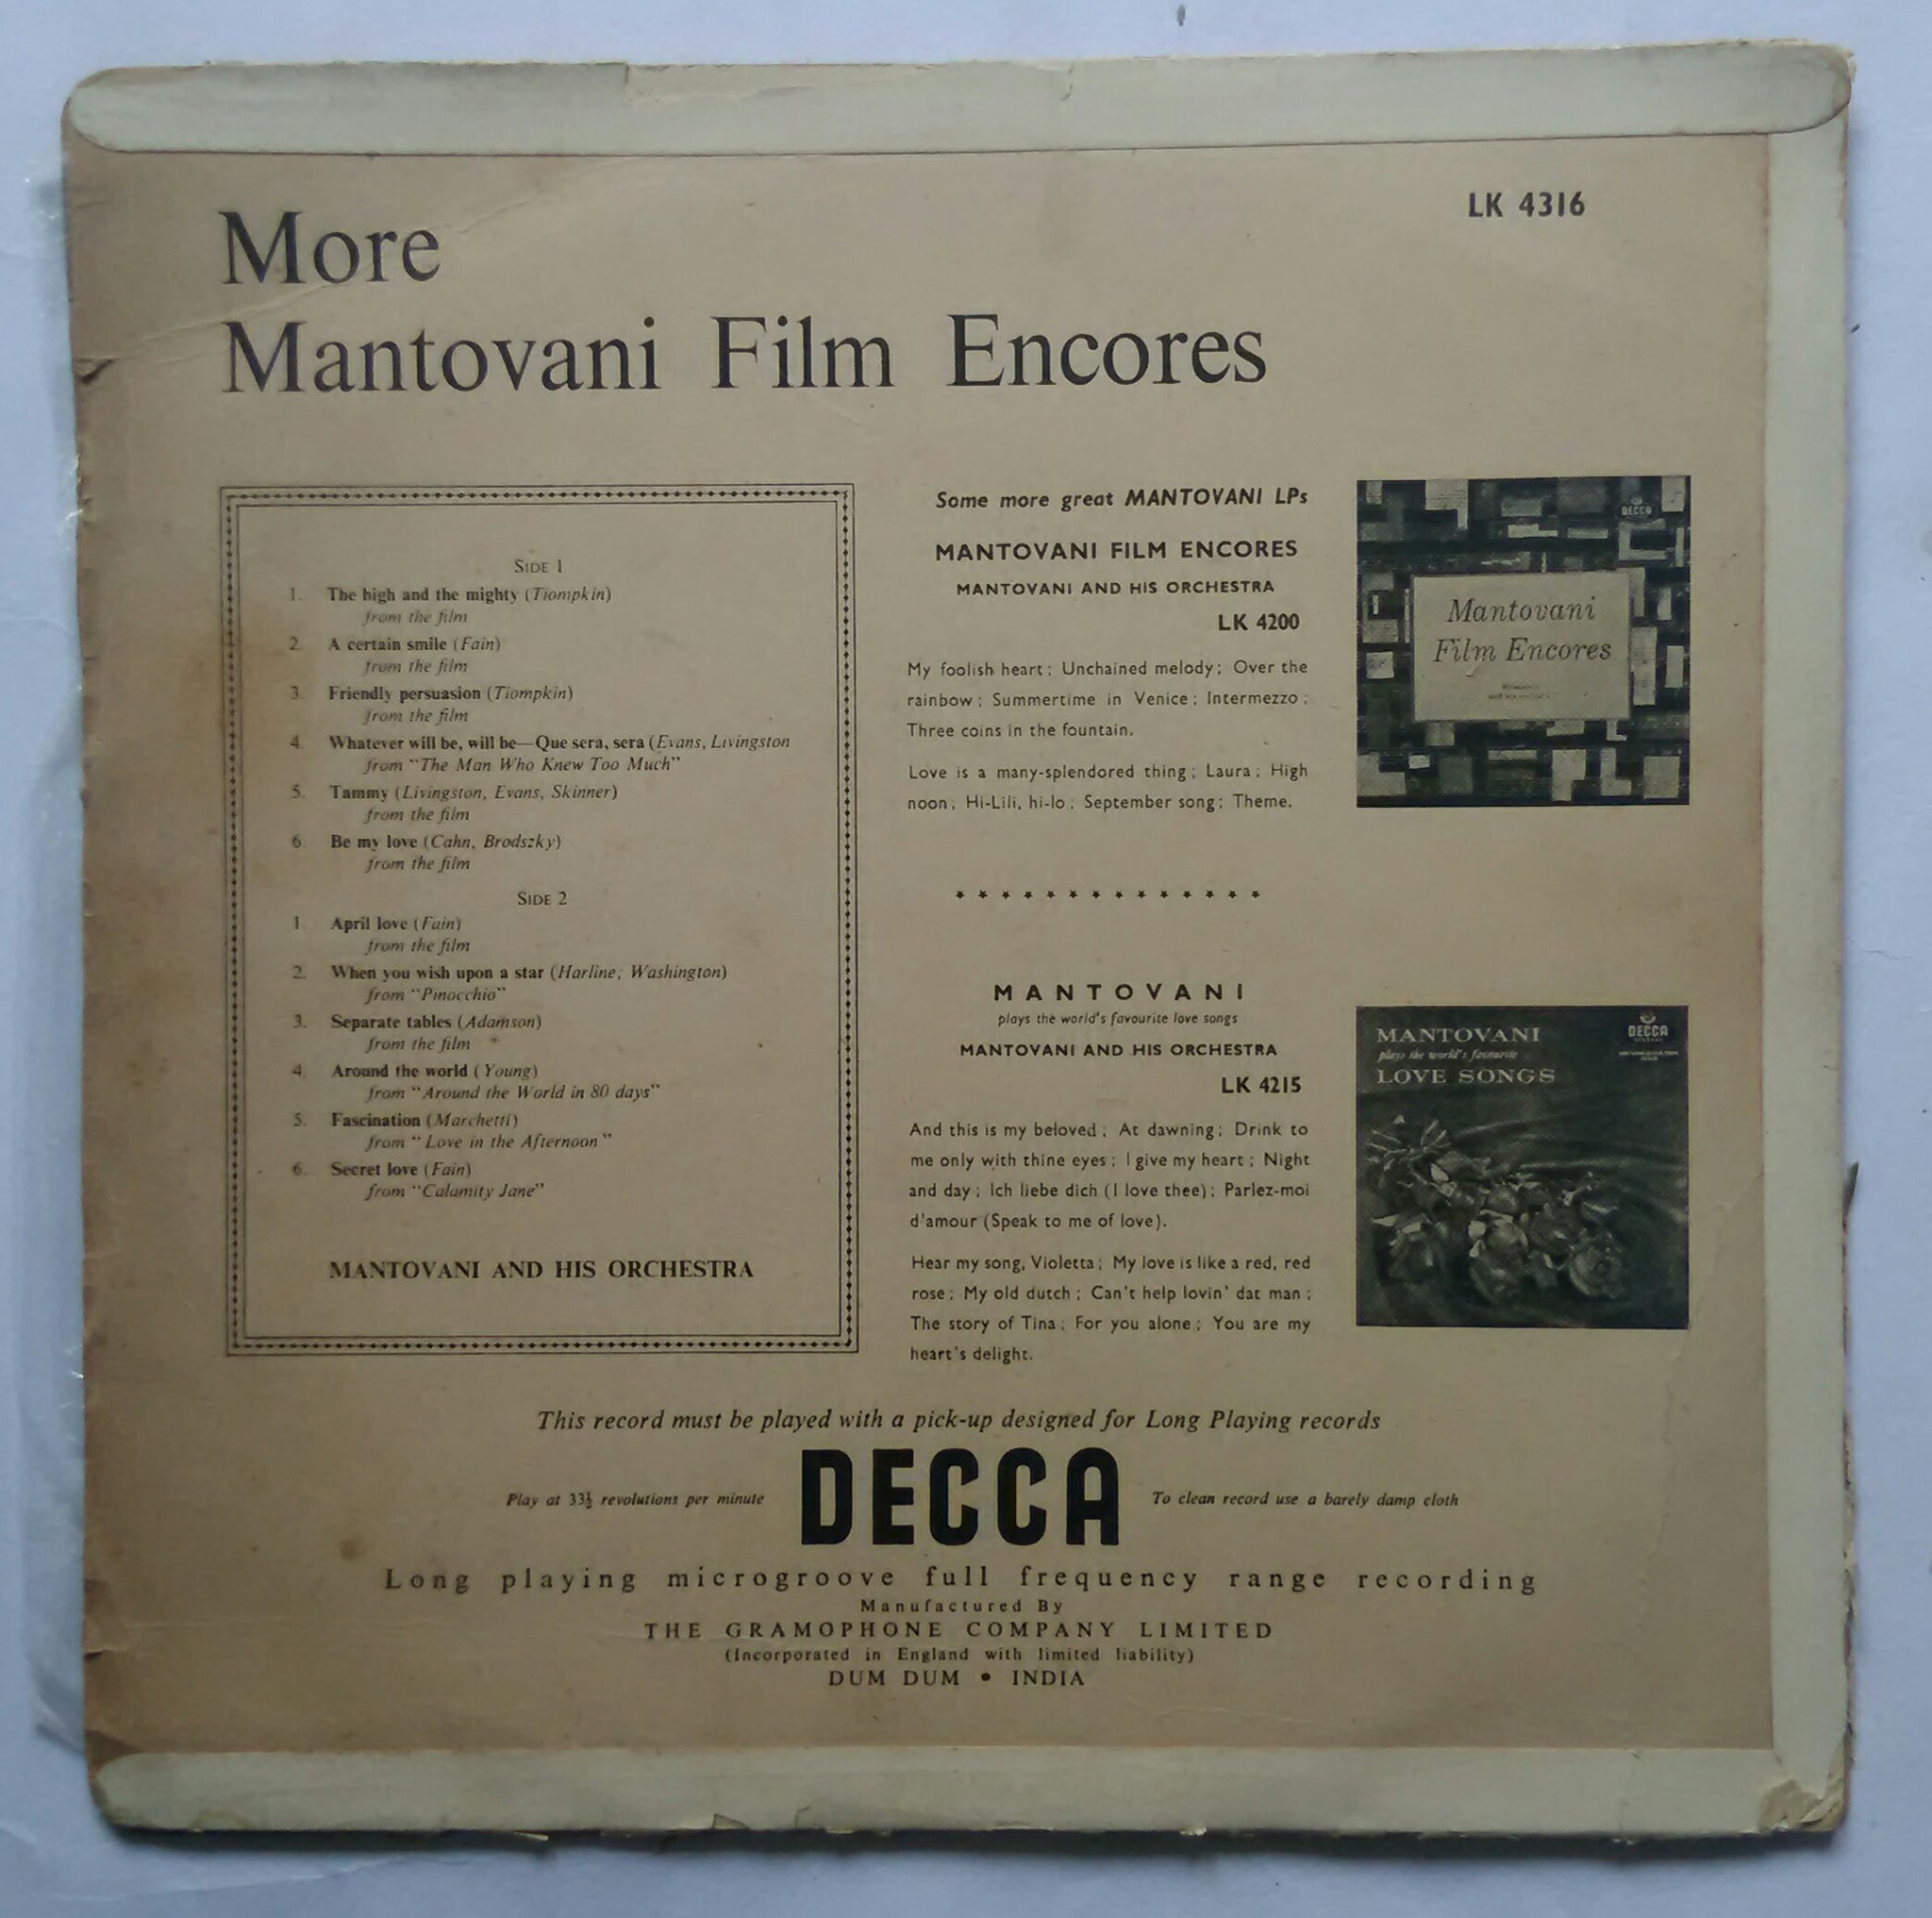 LK 4316
More
Mantovani Film Encores
SIDE 1
1. The high and the mighty (Tiompkin)
from the film
2. A certain smile (Fain)
from the film
3. Friendly persuasion (Tiompkin)
from the film
4. Whatever will be, will be—Que sera, sera (Evans, Livingston
from "The Man Who Knew Too Much"
5. Tammy (Livingston, Evans, Skinner)
from the film
6. Be my love (Cahn, Brodszky)
from the film
SIDE 2
1. April love (Fain)
from the film
2. When you wish upon a star (Harline, Washington)
from "Pinocchio"
3. Separate tables (Adamson)
from the film
4. Around the world (Young)
from "Around the World in 80 days"
5. Fascination (Marchetti)
from "Love in the Afternoon"
6. Secret love (Fain)
from "Calamity Jane"
MANTOVANI AND HIS ORCHESTRA
Some more great MANTOVANI LPs
MANTOVANI FILM ENCORES
MANTOVANI AND HIS ORCHESTRA
LK 4200
My foolish heart; Unchained melody; Over the
rainbow; Summertime in Venice; Intermezzo;
Three coins in the fountain.
Love is a many-splendored thing; Laura; High
noon; Hi-Lili, hi-lo; September song; Theme.
DECCA
Mantovani
Film Encores
MANTOVANI
plays the world's favourite love songs
MANTOVANI AND HIS ORCHESTRA
LK 4215
And this is my beloved; At dawning; Drink to
me only with thine eyes; I give my heart; Night
and day; Ich liebe dich (I love thee); Parlez-moi
d'amour (Speak to me of love).
Hear my song, Violetta; My love is like a red, red
rose; My old dutch; Can't help lovin' dat man;
The story of Tina; For you alone; You are my
heart's delight.
MANTOVANI
plays the world's favourite
LOVE SONGS
DECCA
This record must be played with a pick-up designed for Long Playing records
Play at 33⅓ revolutions per minute
DECCA
To clean record use a barely damp cloth
Long playing microgroove full frequency range recording
Manufactured By
THE GRAMOPHONE COMPANY LIMITED
(Incorporated in England with limited liability)
DUM DUM • INDIA